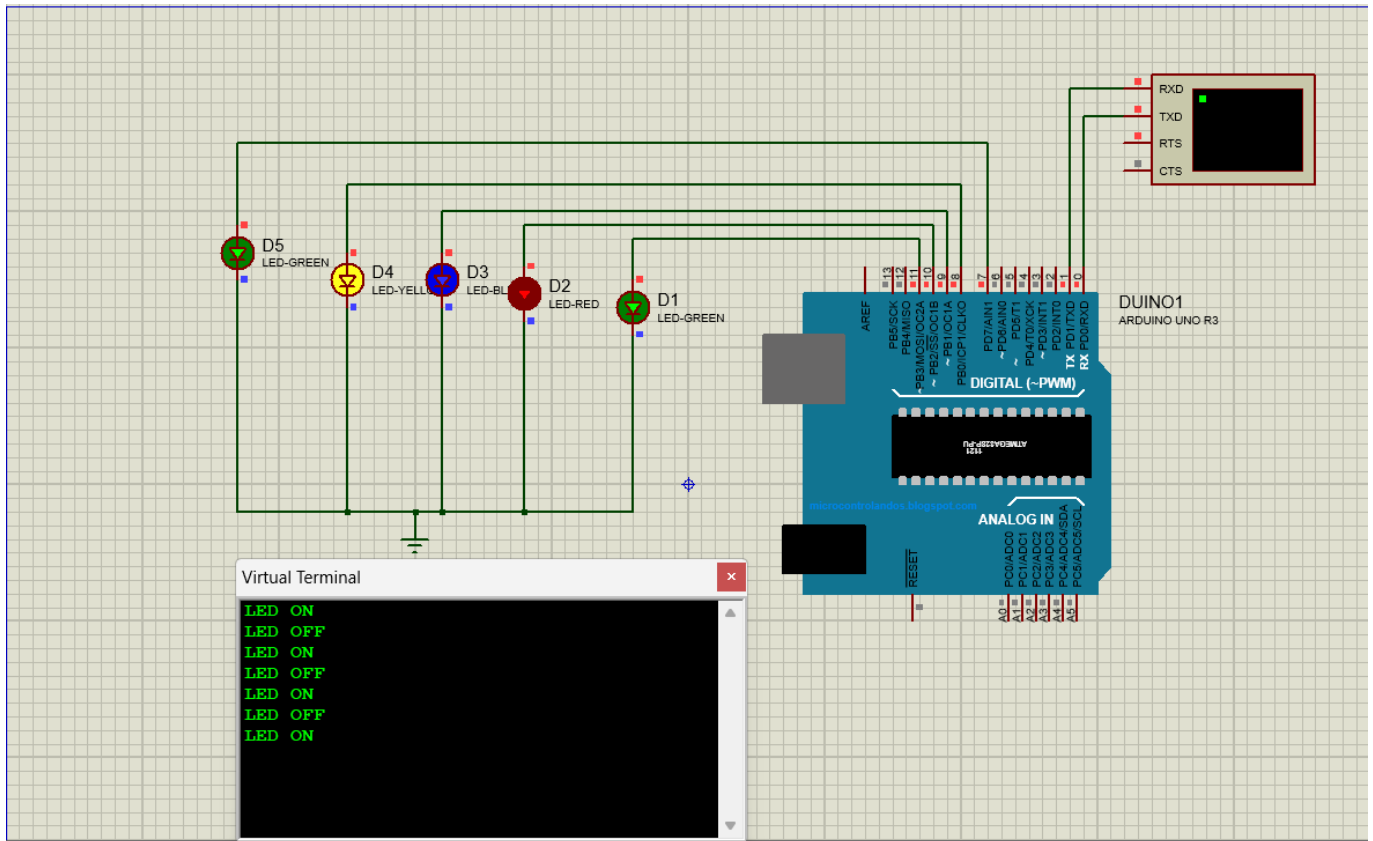 RXD
TXD
RTS
CTS
D5
LED-GREEN
D4
LED-YELLO
D3
LED-BL
D2
LED-RED
D1
LED-GREEN
13
12
11
10
9
8
7
6
5
4
3
2
1
0
DUINO1
ARDUINO UNO R3
AREF
PB5/SCK
PB4/MISO
~PB3/MOSI/OC2A
~ PB2/SS/OC1B
~ PB1/OC1A
PB0/ICP1/CLKO
PD7/AIN1
~PD6/AIN0
~ PD5/T1
PD4/T0/XCK
~PD3/INT1
PD2/INT0
TX PD1/TXD
RX PD0/RXD
DIGITAL (~PWM)
ATMEGA328P-PU
1121
microcontrolandos.blogspot.com
ANALOG IN
RESET
PC0/ADC0
PC1/ADC1
PC2/ADC2
PC3/ADC3
PC4/ADC4/SDA
PC5/ADC5/SCL
A0
A1
A2
A3
A4
A5
Virtual Terminal
LED ON
LED OFF
LED ON
LED OFF
LED ON
LED OFF
LED ON